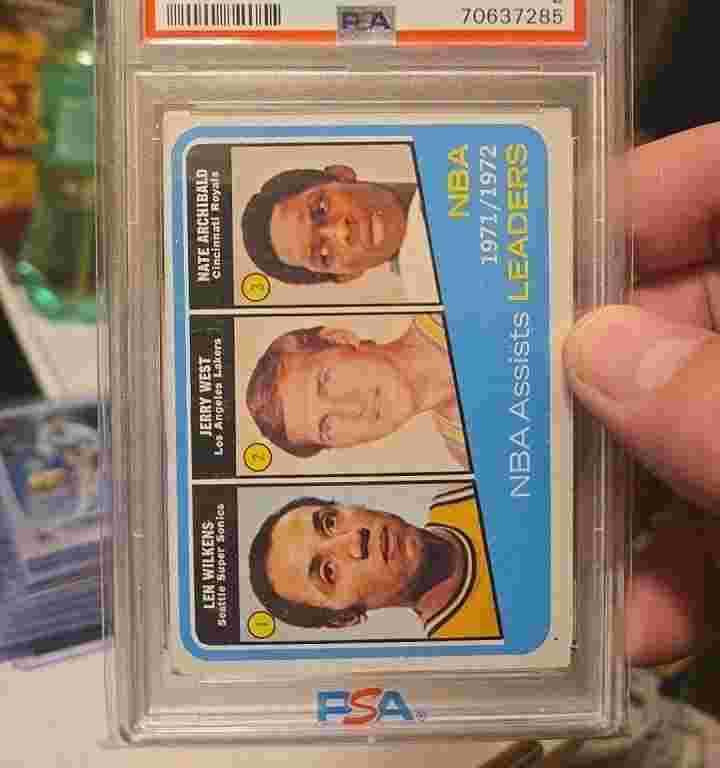 PSA
70637285
NBA
1971/1972
NBA Assists LEADERS
1
LEN WILKENS
Seattle Super Sonics
2
JERRY WEST
Los Angeles Lakers
3
NATE ARCHIBALD
Cincinnati Royals
PSA®